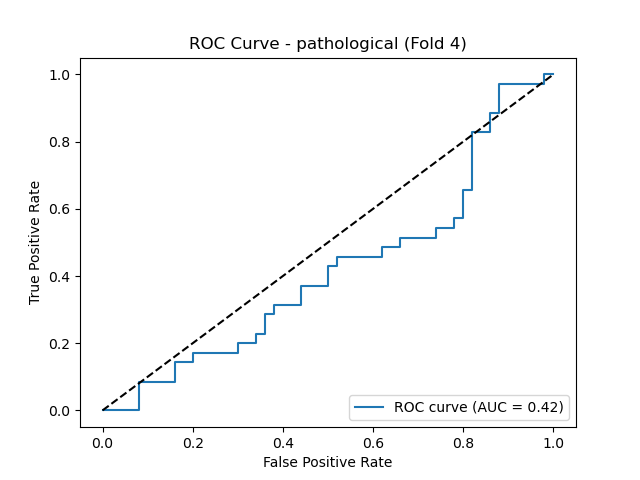 ROC Curve - pathological (Fold 4)
True Positive Rate
1.0
0.8
0.6
0.4
0.2
0.0
0.0 0.2 0.4 0.6 0.8 1.0
False Positive Rate
ROC curve (AUC = 0.42)